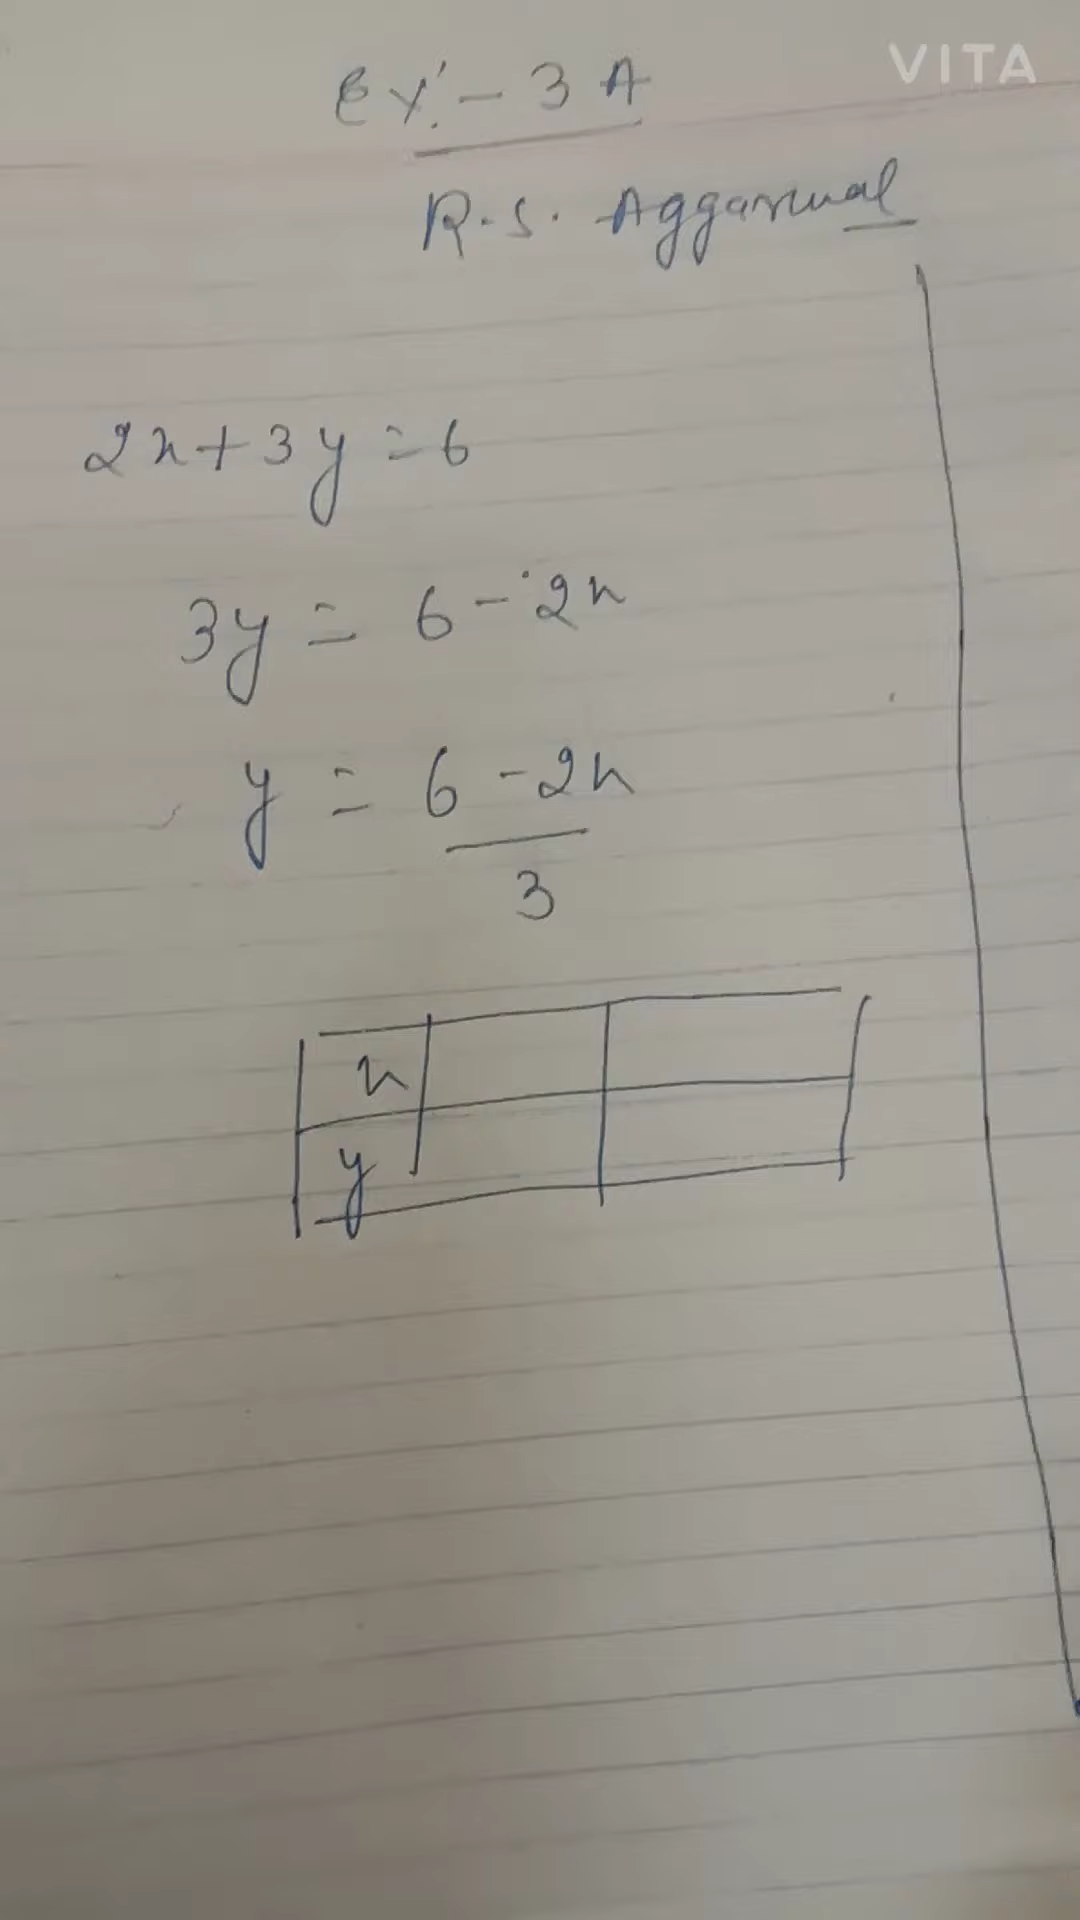 VITA
Ex:- 3A
R.S. Aggarwal
2x+3y=6
3y = 6-2x
y = 6-2x
3
x
y